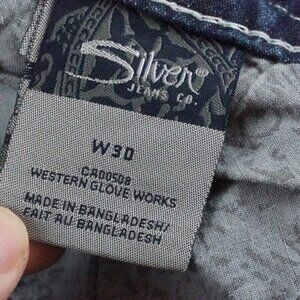 Silver®
JEANS CO.
W30
CA00508
WESTERN GLOVE WORKS
MADE IN BANGLADESH/
FAIT AU BANGLADESH